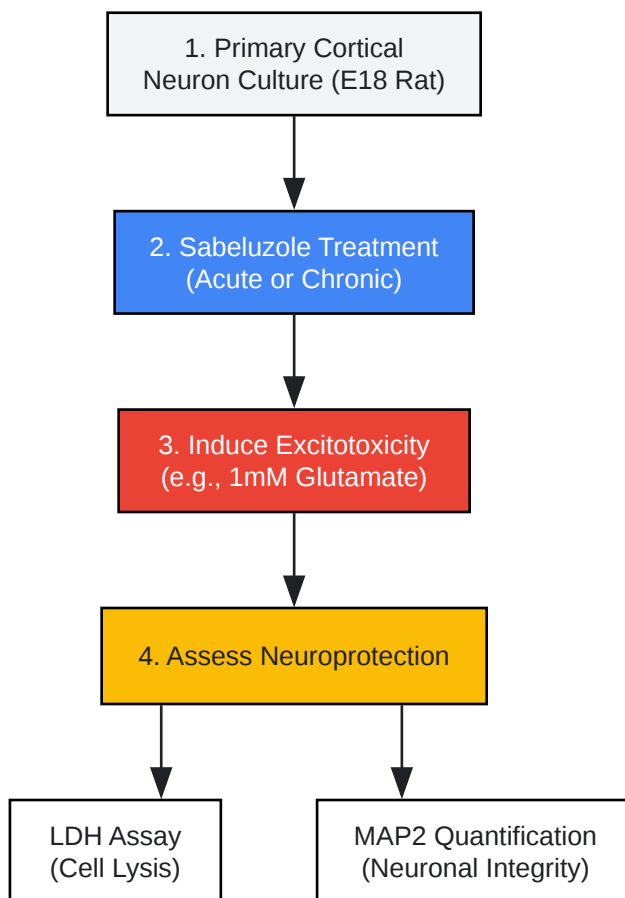 1. Primary Cortical
Neuron Culture (E18 Rat)
2. Sabeluzole Treatment
(Acute or Chronic)
3. Induce Excitotoxicity
(e.g., 1mM Glutamate)
4. Assess Neuroprotection
LDH Assay
(Cell Lysis)
MAP2 Quantification
(Neuronal Integrity)